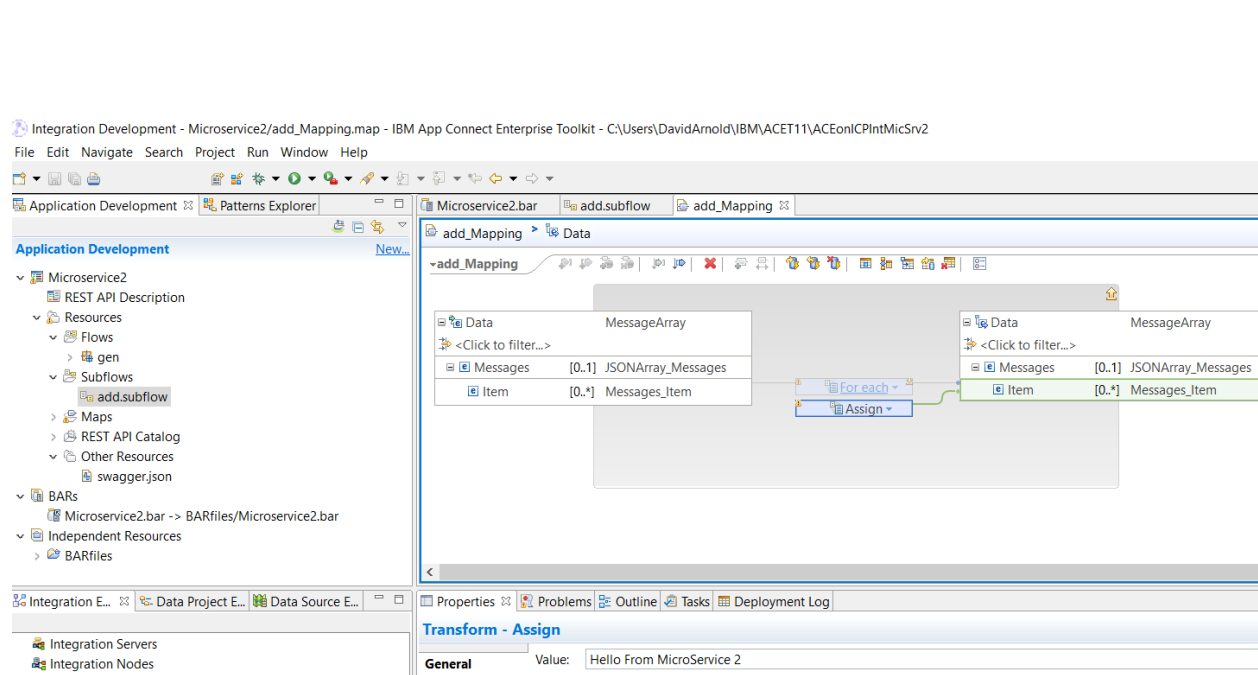 Integration Development - Microservice2/add_Mapping.map - IBM App Connect Enterprise Toolkit - C:\Users\DavidArnold\IBM\ACET11\ACEonICPIntMicSrv2
File Edit Navigate Search Project Run Window Help
Application Development Patterns Explorer
Microservice2.bar add.subflow add_Mapping
add_Mapping > Data
Application Development New...
add_Mapping
Microservice2
REST API Description
Resources
Flows
gen
Subflows
add.subflow
Maps
REST API Catalog
Other Resources
swagger.json
BARs
Microservice2.bar -> BARfiles/Microservice2.bar
Independent Resources
BARfiles
Data MessageArray
<Click to filter...>
Messages [0..1] JSONArray_Messages
Item [0..*] Messages_Item
For each
Assign
Data MessageArray
<Click to filter...>
Messages [0..1] JSONArray_Messages
Item [0..*] Messages_Item
Integration E... Data Project E... Data Source E...
Integration Servers
Integration Nodes
Properties Problems Outline Tasks Deployment Log
Transform - Assign
General Value: Hello From MicroService 2